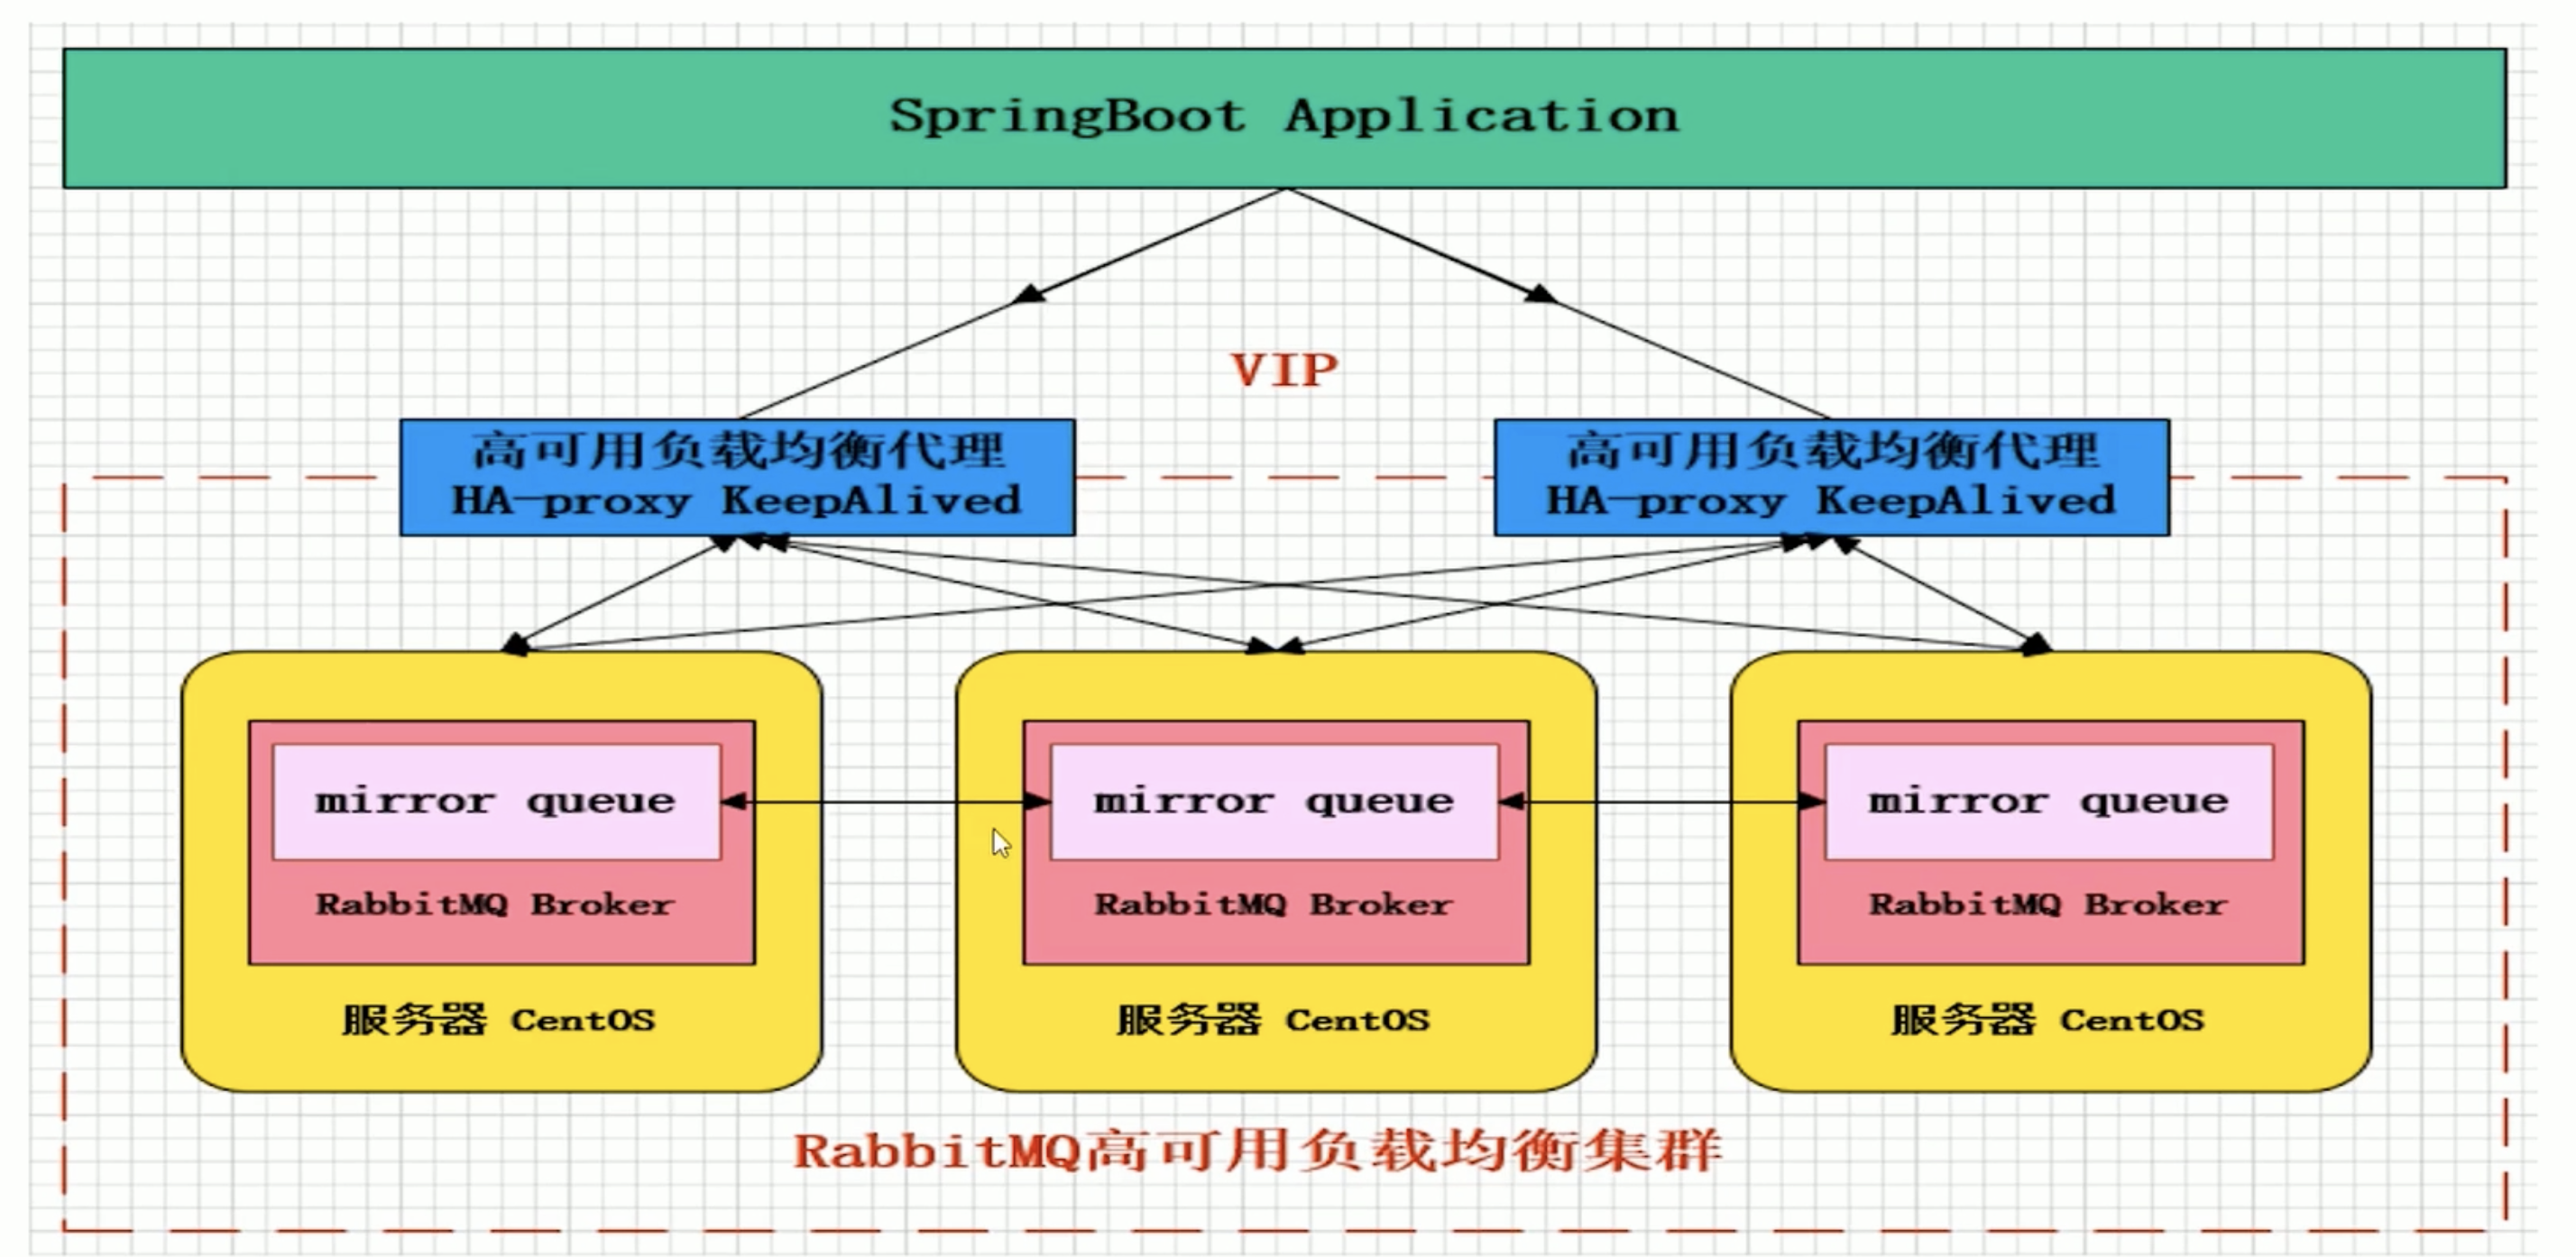 SpringBoot Application
VIP
高可用负载均衡代理
HA-proxy KeepAlived
高可用负载均衡代理
HA-proxy KeepAlived
mirror queue
RabbitMQ Broker
服务器 CentOS
mirror queue
RabbitMQ Broker
服务器 CentOS
mirror queue
RabbitMQ Broker
服务器 CentOS
RabbitMQ高可用负载均衡集群